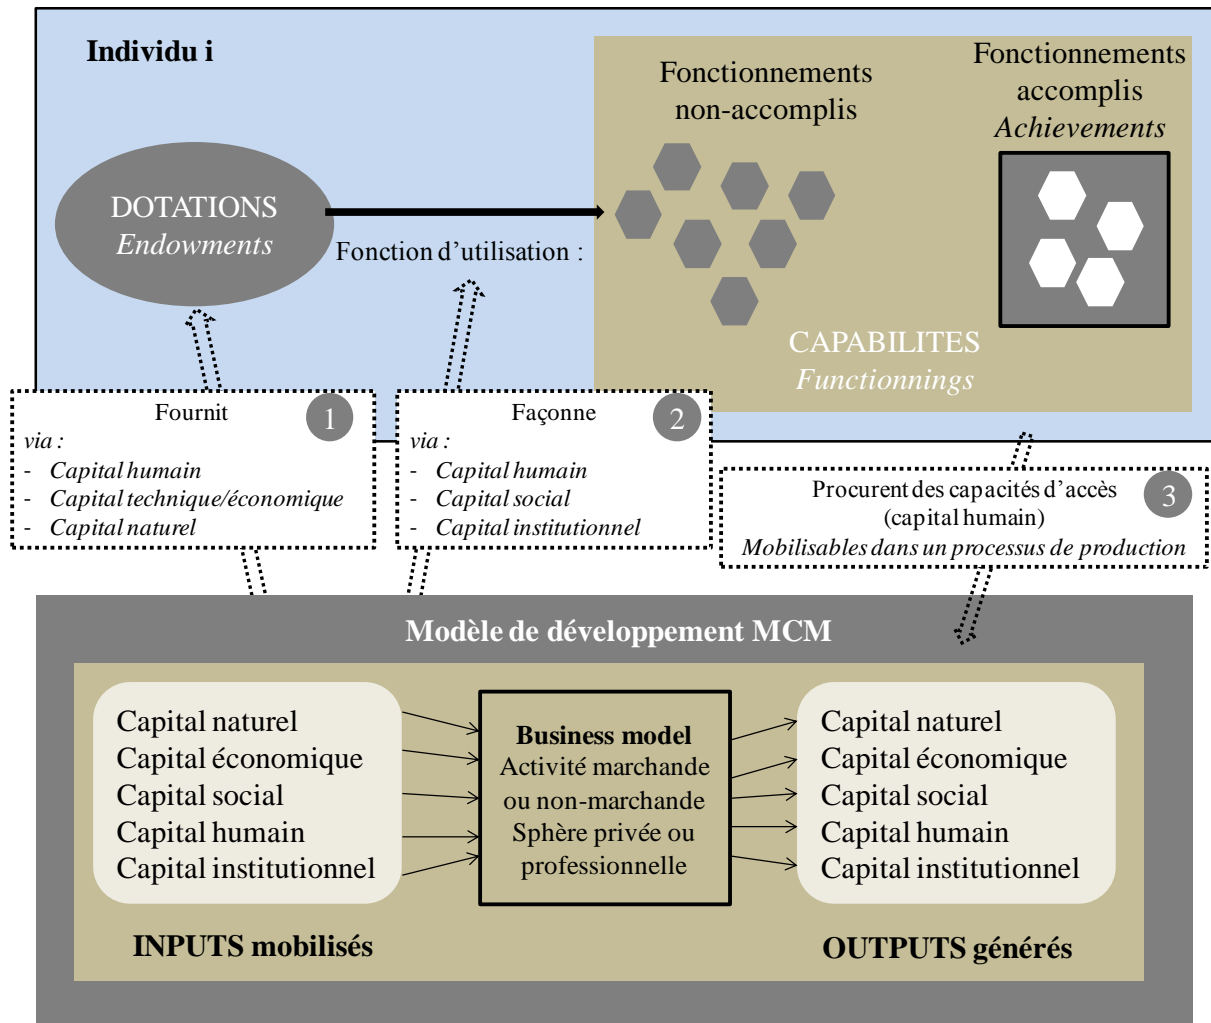 Individu i
Fonctionnements
non-accomplis
Fonctionnements
accomplis
Achievements
DOTATIONS
Endowments
Fonction d’utilisation :
CAPABILITES
Functionnings
Fournit
1
via :
- Capital humain
- Capital technique/économique
- Capital naturel
Façonne
2
via :
- Capital humain
- Capital social
- Capital institutionnel
Procurent des capacités d’accès
(capital humain)
3
Mobilisables dans un processus de production
Modèle de développement MCM
Capital naturel
Capital économique
Capital social
Capital humain
Capital institutionnel
INPUTS mobilisés
Business model
Activité marchande
ou non-marchande
Sphère privée ou
professionnelle
Capital naturel
Capital économique
Capital social
Capital humain
Capital institutionnel
OUTPUTS générés